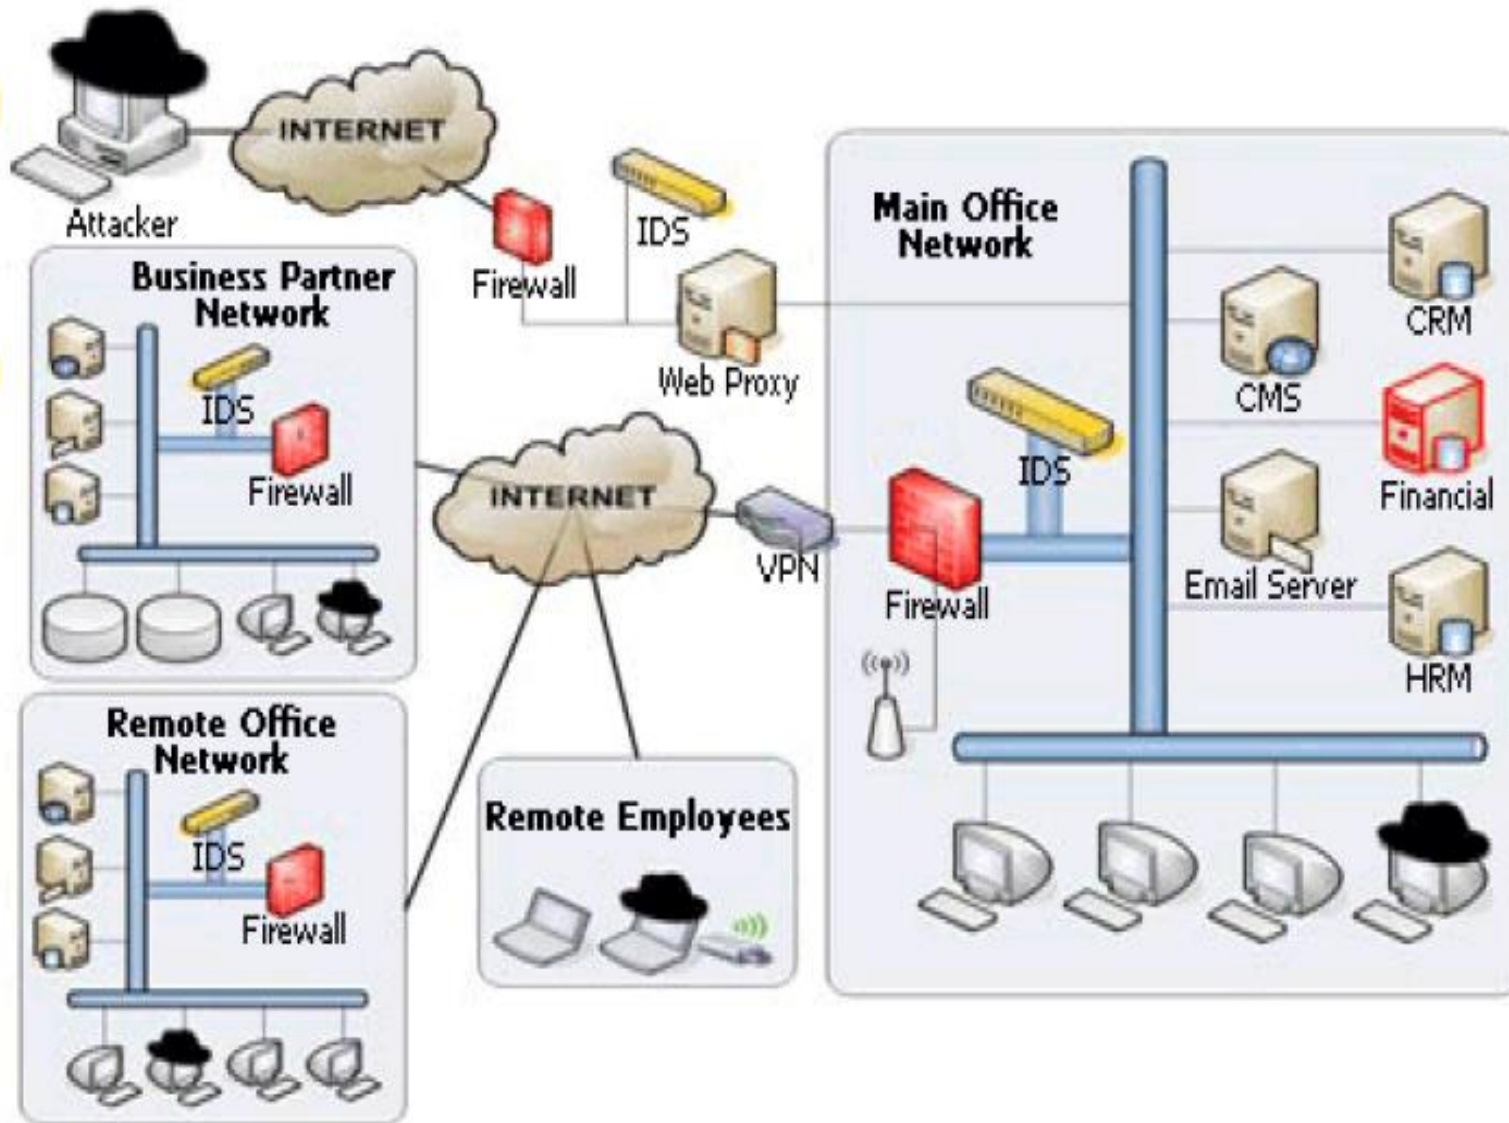 INTERNET
Attacker
IDS
Firewall
Web Proxy
Business Partner
Network
IDS
Firewall
INTERNET
VPN
Main Office
Network
CRM
CMS
IDS
Financial
Firewall
Email Server
HRM
Remote Office
Network
IDS
Firewall
Remote Employees